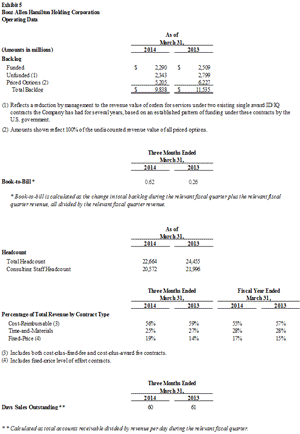 Exhibit 5
Booz Allen Hamilton Holding Corporation
Operating Data
As of
March 31,
(Amounts in millions) 2014 2013
Backlog
Funded $ 2,290 $ 2,509
Unfunded (1) 2,343 2,799
Priced Options (2) 5,205 6,227
Total Backlog $ 9,838 $ 11,535
(1) Reflects a reduction by management to the revenue value of orders for services under two existing single award ID/IQ
contracts the Company has had for several years, based on an established pattern of funding under these contracts by the
U.S. government.
(2) Amounts shown reflect 100% of the undiscounted revenue value of all priced options.
Three Months Ended
March 31,
2014 2013
Book-to-Bill * 0.62 0.26
* Book-to-bill is calculated as the change in total backlog during the relevant fiscal quarter plus the relevant fiscal
quarter revenue, all divided by the relevant fiscal quarter revenue.
As of
March 31,
2014 2013
Headcount
Total Headcount 22,664 24,455
Consulting Staff Headcount 20,572 21,996
Three Months Ended Fiscal Year Ended
March 31, March 31,
2014 2013 2014 2013
Percentage of Total Revenue by Contract Type
Cost-Reimbursable (3) 56% 59% 55% 57%
Time-and-Materials 25% 27% 28% 28%
Fixed-Price (4) 19% 14% 17% 15%
(3) Includes both cost-plus-fixed-fee and cost-plus-award fee contracts.
(4) Includes fixed-price level of effort contracts.
Three Months Ended
March 31,
2014 2013
Days Sales Outstanding ** 60 61
** Calculated as total accounts receivable divided by revenue per day during the relevant fiscal quarter.